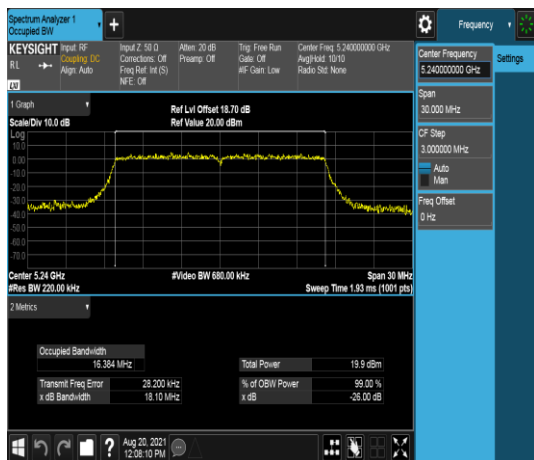 Spectrum Analyzer 1
Occupied BW
Frequency
KEYSIGHT
RL
Input: RF
Coupling: DC
Align: Auto
Input Z: 50 Ω
Corrections: Off
Freq Ref: Int (S)
NFE: Off
Atten: 20 dB
Preamp: Off
Trig: Free Run
Gate: Off
#IF Gain: Low
Center Freq: 5.240000000 GHz
Avg|Hold: 10/10
Radio Std: None
LXI
1 Graph
Scale/Div 10.0 dB
Ref Lvl Offset 18.70 dB
Ref Value 20.00 dBm
Log
10.0
0.00
-10.0
-20.0
-30.0
-40.0
-50.0
-60.0
-70.0
Center 5.24 GHz
#Video BW 680.00 kHz
Span 30 MHz
#Res BW 220.00 kHz
Sweep Time 1.93 ms (1001 pts)
2 Metrics
Occupied Bandwidth
16.384 MHz
Total Power 19.9 dBm
Transmit Freq Error 28.200 kHz
% of OBW Power 99.00 %
x dB Bandwidth 18.10 MHz
x dB -26.00 dB
Aug 20, 2021
12:08:10 PM
Center Frequency
5.240000000 GHz
Settings
Span
30.000 MHz
CF Step
3.000000 MHz
Auto
Man
Freq Offset
0 Hz